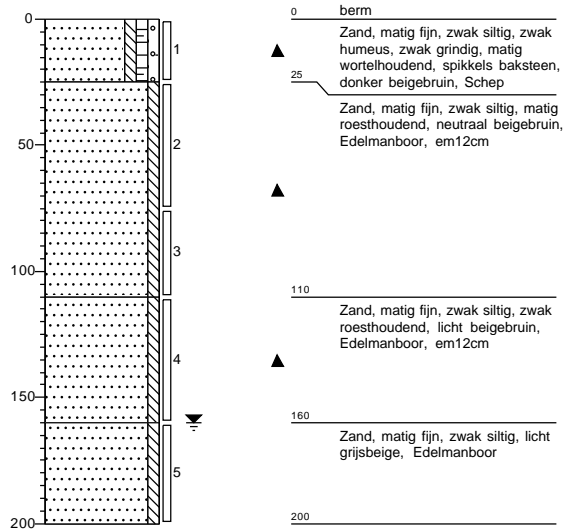 0
50
100
150
200
1
2
3
4
5
0 berm
Zand, matig fijn, zwak siltig, zwak
humeus, zwak grindig, matig
wortelhoudend, spikkels baksteen,
donker beigebruin, Schep
25
Zand, matig fijn, zwak siltig, matig
roesthoudend, neutraal beigebruin,
Edelmanboor, em12cm
110
Zand, matig fijn, zwak siltig, zwak
roesthoudend, licht beigebruin,
Edelmanboor, em12cm
160
Zand, matig fijn, zwak siltig, licht
grijsbeige, Edelmanboor
200